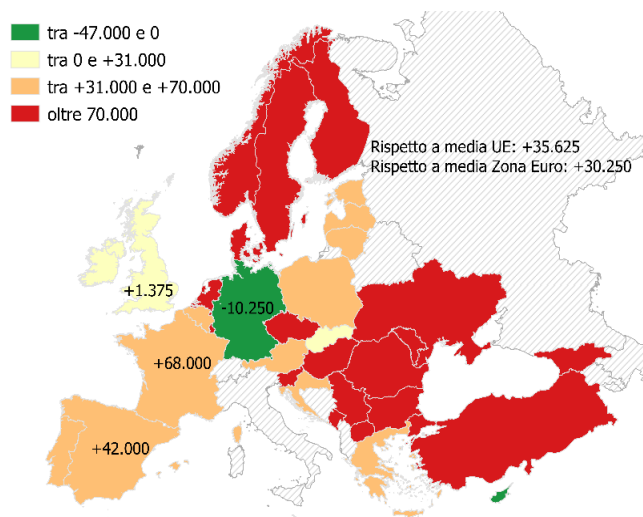 tra -47.000 e 0
tra 0 e +31.000
tra +31.000 e +70.000
oltre 70.000
Rispetto a media UE: +35.625
Rispetto a media Zona Euro: +30.250
+1.375
-10.250
+68.000
+42.000